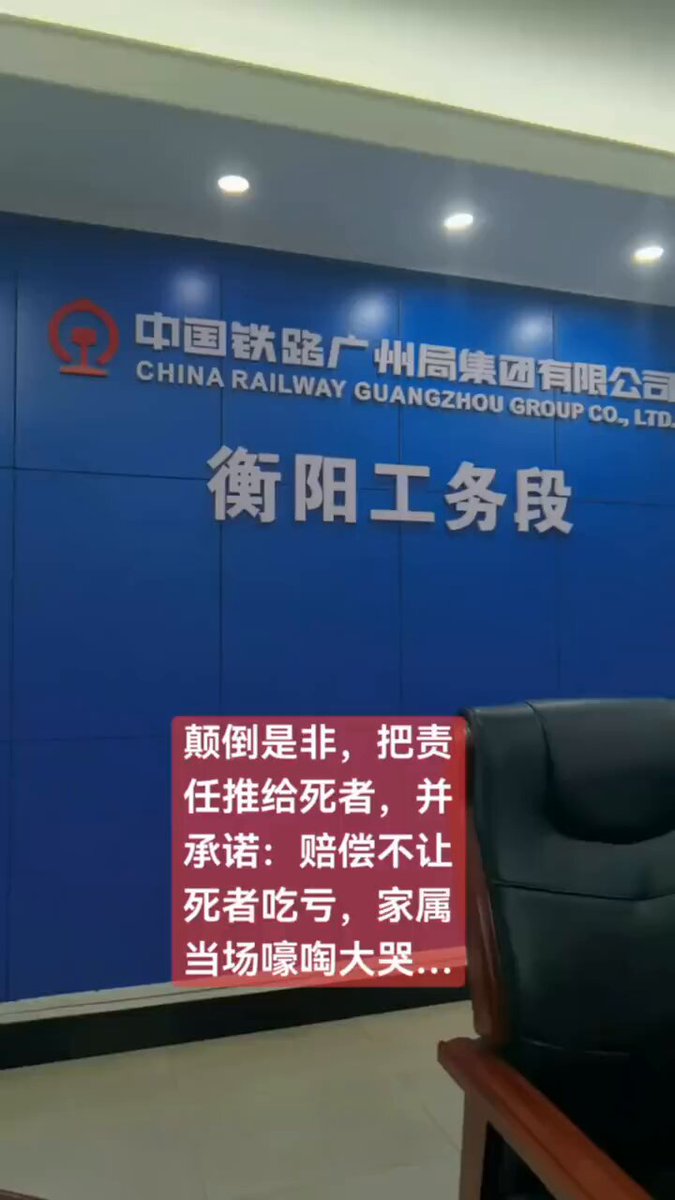 中国铁路广州局集团有限公司
CHINA RAILWAY GUANGZHOU GROUP CO., LTD.
衡阳工务段
颠倒是非，把责
任推给死者，并
承诺：赔偿不让
死者吃亏，家属
当场嚎啕大哭...